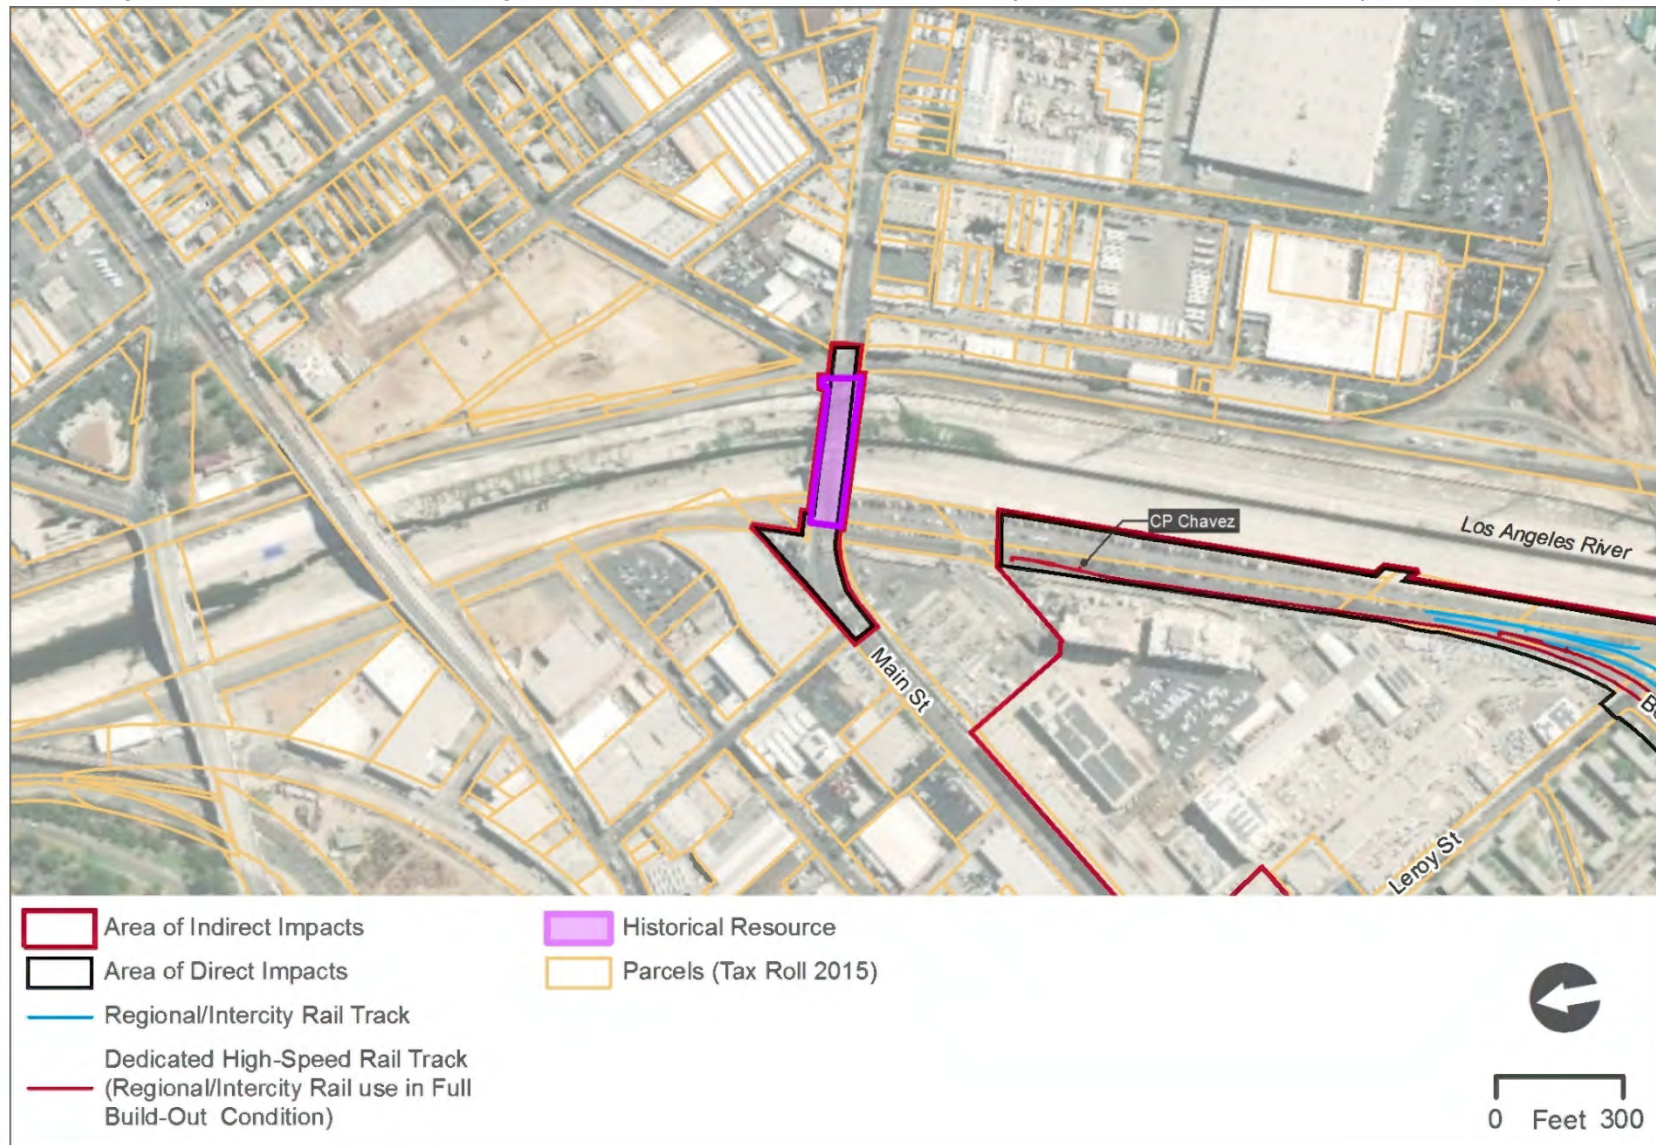 CP Chavez
Los Angeles River
Main St
Leroy St
Area of Indirect Impacts
Area of Direct Impacts
Regional/Intercity Rail Track
Dedicated High-Speed Rail Track
(Regional/Intercity Rail use in Full
Build-Out Condition)
Historical Resource
Parcels (Tax Roll 2015)
0 Feet 300